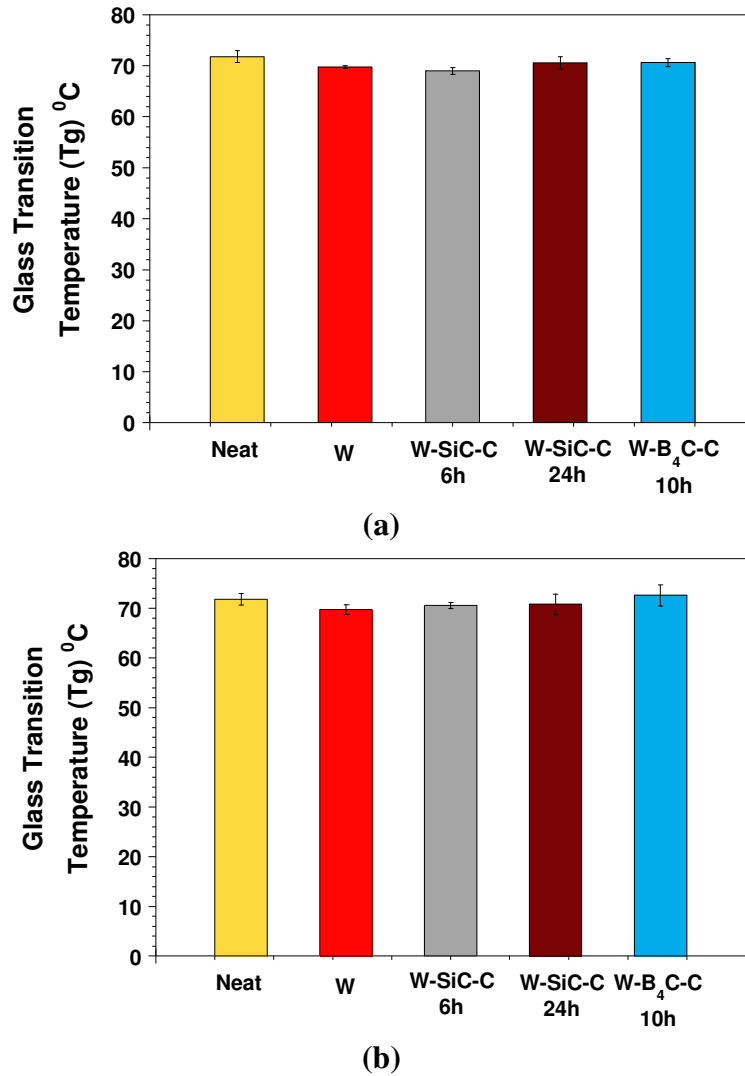 80
70
60
50
40
30
20
10
0
Glass Transition
Temperature (Tg) ⁰C
Neat
W
W-SiC-C
6h
W-SiC-C
24h
W-B₄C-C
10h
(a)
80
70
60
50
40
30
20
10
0
Glass Transition
Temperature (Tg) ⁰C
Neat
W
W-SiC-C
6h
W-SiC-C
24h
W-B₄C-C
10h
(b)